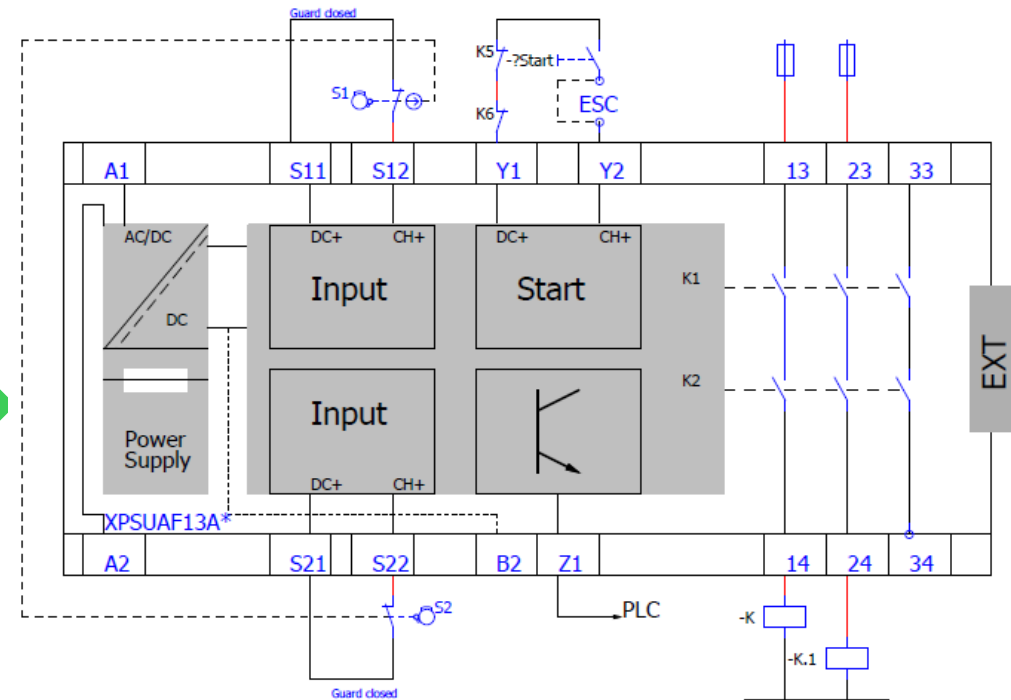 Guard closed
K5
-?Start
S1
K6
ESC
A1
S11
S12
Y1
Y2
13
23
33
AC/DC
DC
DC+
CH+
Input
DC+
CH+
Start
K1
EXT
K2
Input
DC+
CH+
Power
Supply
XPSUAF13A*
A2
S21
S22
B2
Z1
14
24
34
S2
PLC
-K
-K.1
Guard closed